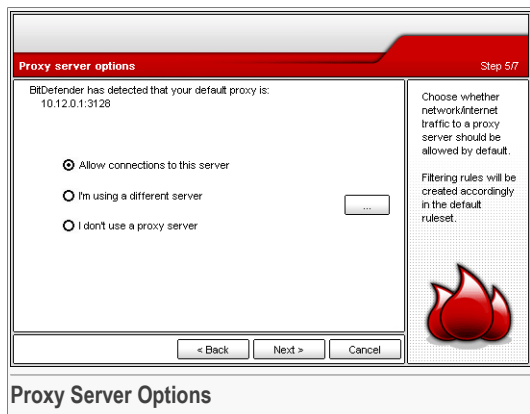 Proxy server options
Step 5/7
BitDefender has detected that your default proxy is:
10.12.0.1:3128
Allow connections to this server
I'm using a different server
...
I don't use a proxy server
Choose whether
network/internet
traffic to a proxy
server should be
allowed by default.
Filtering rules will be
created accordingly
in the default
ruleset.
< Back
Next >
Cancel
Proxy Server Options